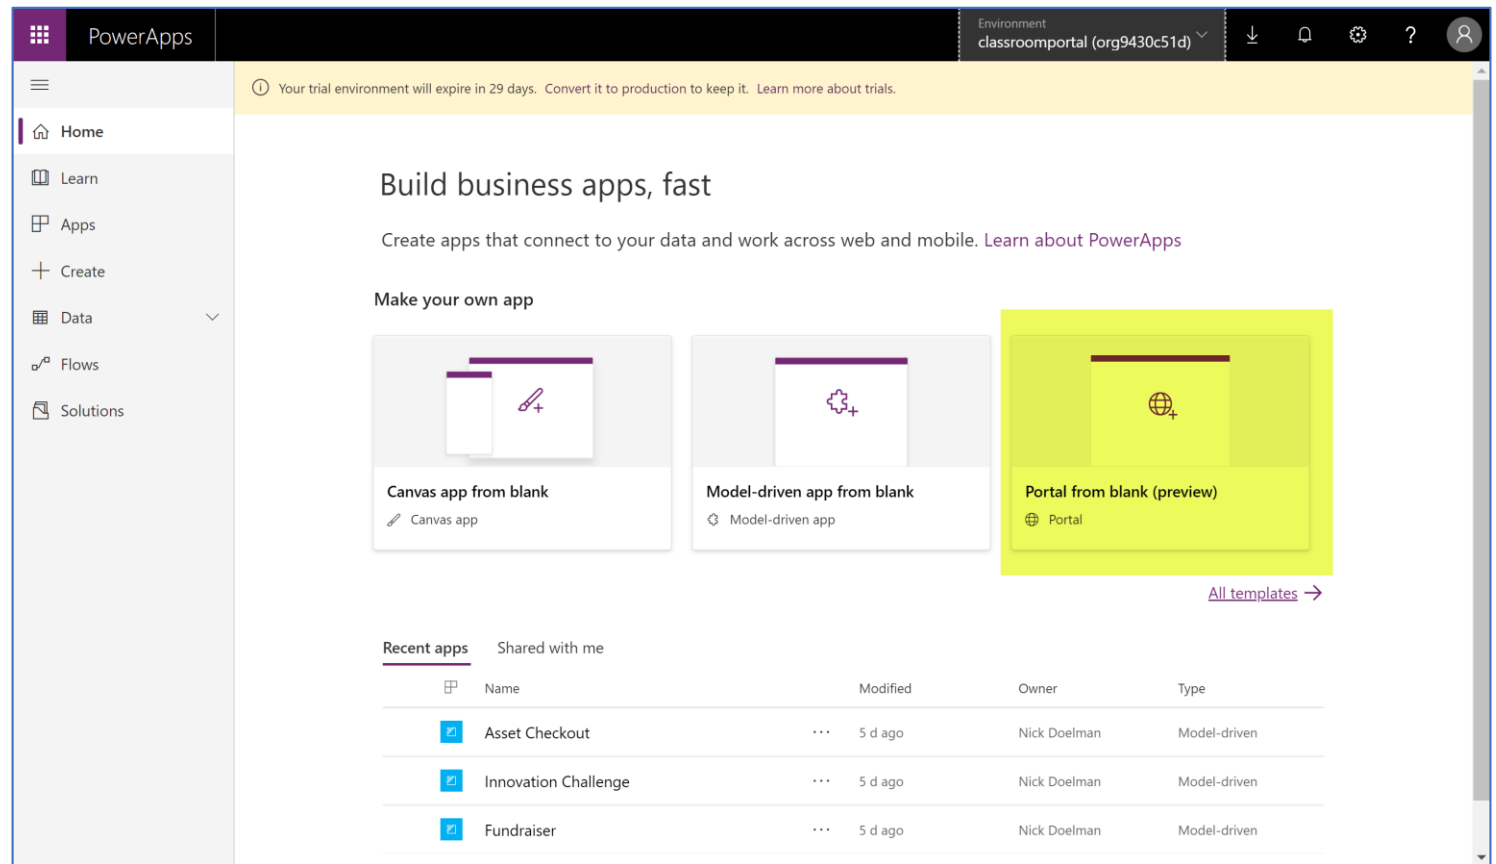 PowerApps
Environment
classroomportal (org9430c51d)
?
Your trial environment will expire in 29 days. Convert it to production to keep it. Learn more about trials.
Home
Learn
Apps
Create
Data
Flows
Solutions
Build business apps, fast
Create apps that connect to your data and work across web and mobile. Learn about PowerApps
Make your own app
Canvas app from blank
Canvas app
Model-driven app from blank
Model-driven app
Portal from blank (preview)
Portal
All templates →
Recent apps Shared with me
Name Modified Owner Type
Asset Checkout ··· 5 d ago Nick Doelman Model-driven
Innovation Challenge ··· 5 d ago Nick Doelman Model-driven
Fundraiser ··· 5 d ago Nick Doelman Model-driven